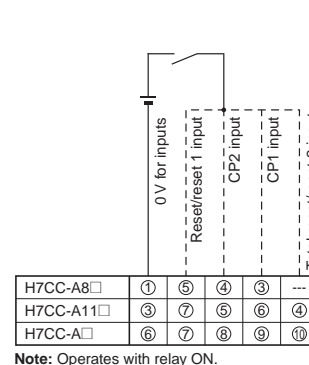 0 V for inputs
Reset/reset 1 input
CP2 input
CP1 input
H7CC-A8□ ① ⑤ ④ ③ ---
H7CC-A11□ ③ ⑦ ⑤ ⑥ ④
H7CC-A□ ⑥ ⑦ ⑧ ⑨ ⑩
Note: Operates with relay ON.